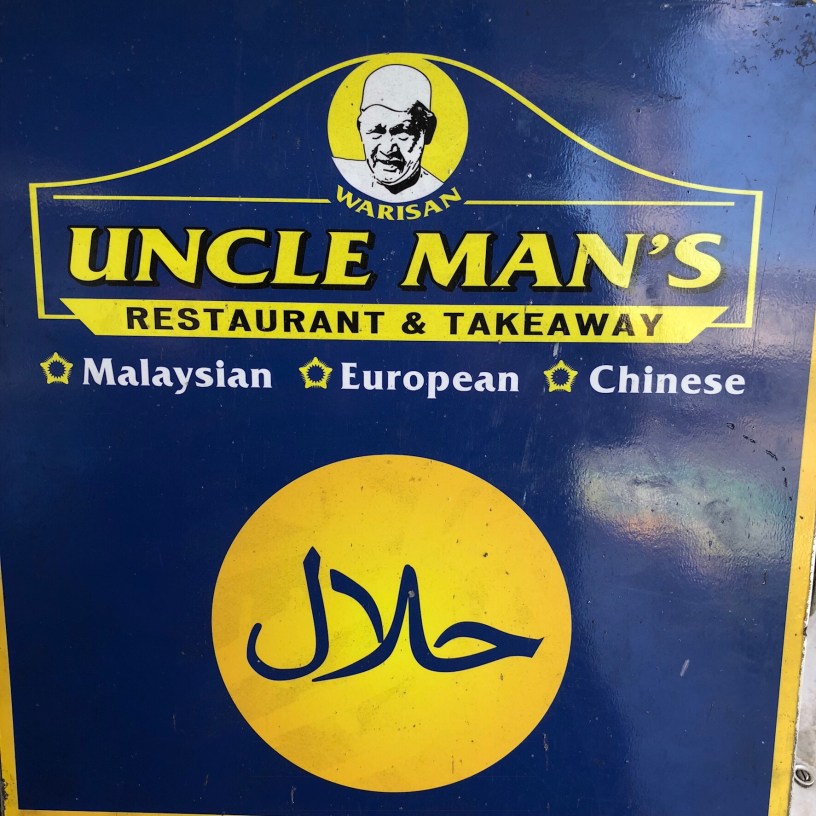 WARISAN
UNCLE MAN'S
RESTAURANT & TAKEAWAY
Malaysian European Chinese
حلال